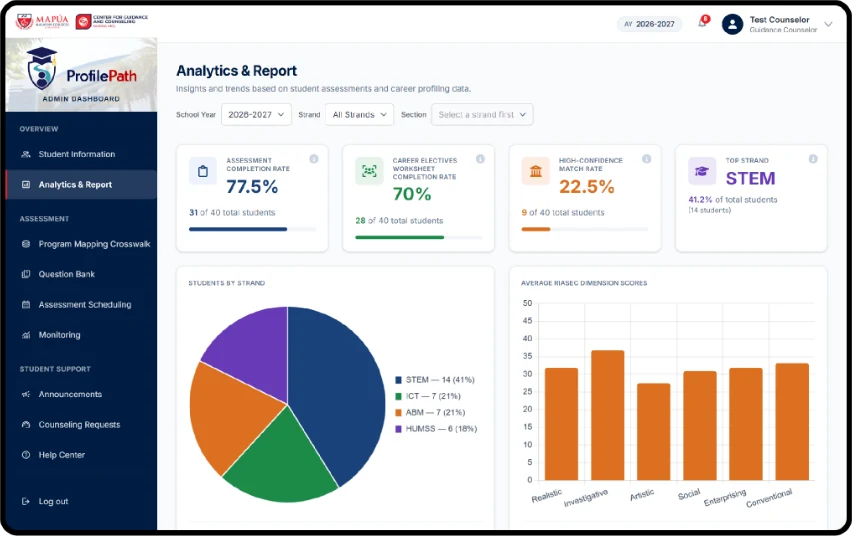 MAPÚA
CENTER FOR GUIDANCE
AND COUNSELING
AY 2026-2027
8
Test Counselor
Guidance Counselor
ProfilePath
ADMIN DASHBOARD
OVERVIEW
Student Information
Analytics & Report
ASSESSMENT
Program Mapping Crosswalk
Question Bank
Assessment Scheduling
Monitoring
STUDENT SUPPORT
Announcements
Counseling Requests
Help Center
Log out
Analytics & Report
Insights and trends based on student assessments and career profiling data.
School Year 2026-2027 Strand All Strands Section Select a strand first
ASSESSMENT
COMPLETION RATE
77.5%
31 of 40 total students
CAREER ELECTIVES
WORKSHEET
COMPLETION RATE
70%
28 of 40 total students
HIGH-CONFIDENCE
MATCH RATE
22.5%
9 of 40 total students
TOP STRAND
STEM
41.2% of total students
(14 students)
STUDENTS BY STRAND
STEM — 14 (41%)
ICT — 7 (21%)
ABM — 7 (21%)
HUMSS — 6 (18%)
AVERAGE RIASEC DIMENSION SCORES
50
45
40
35
30
25
20
15
10
5
0
Realistic
Investigative
Artistic
Social
Enterprising
Conventional